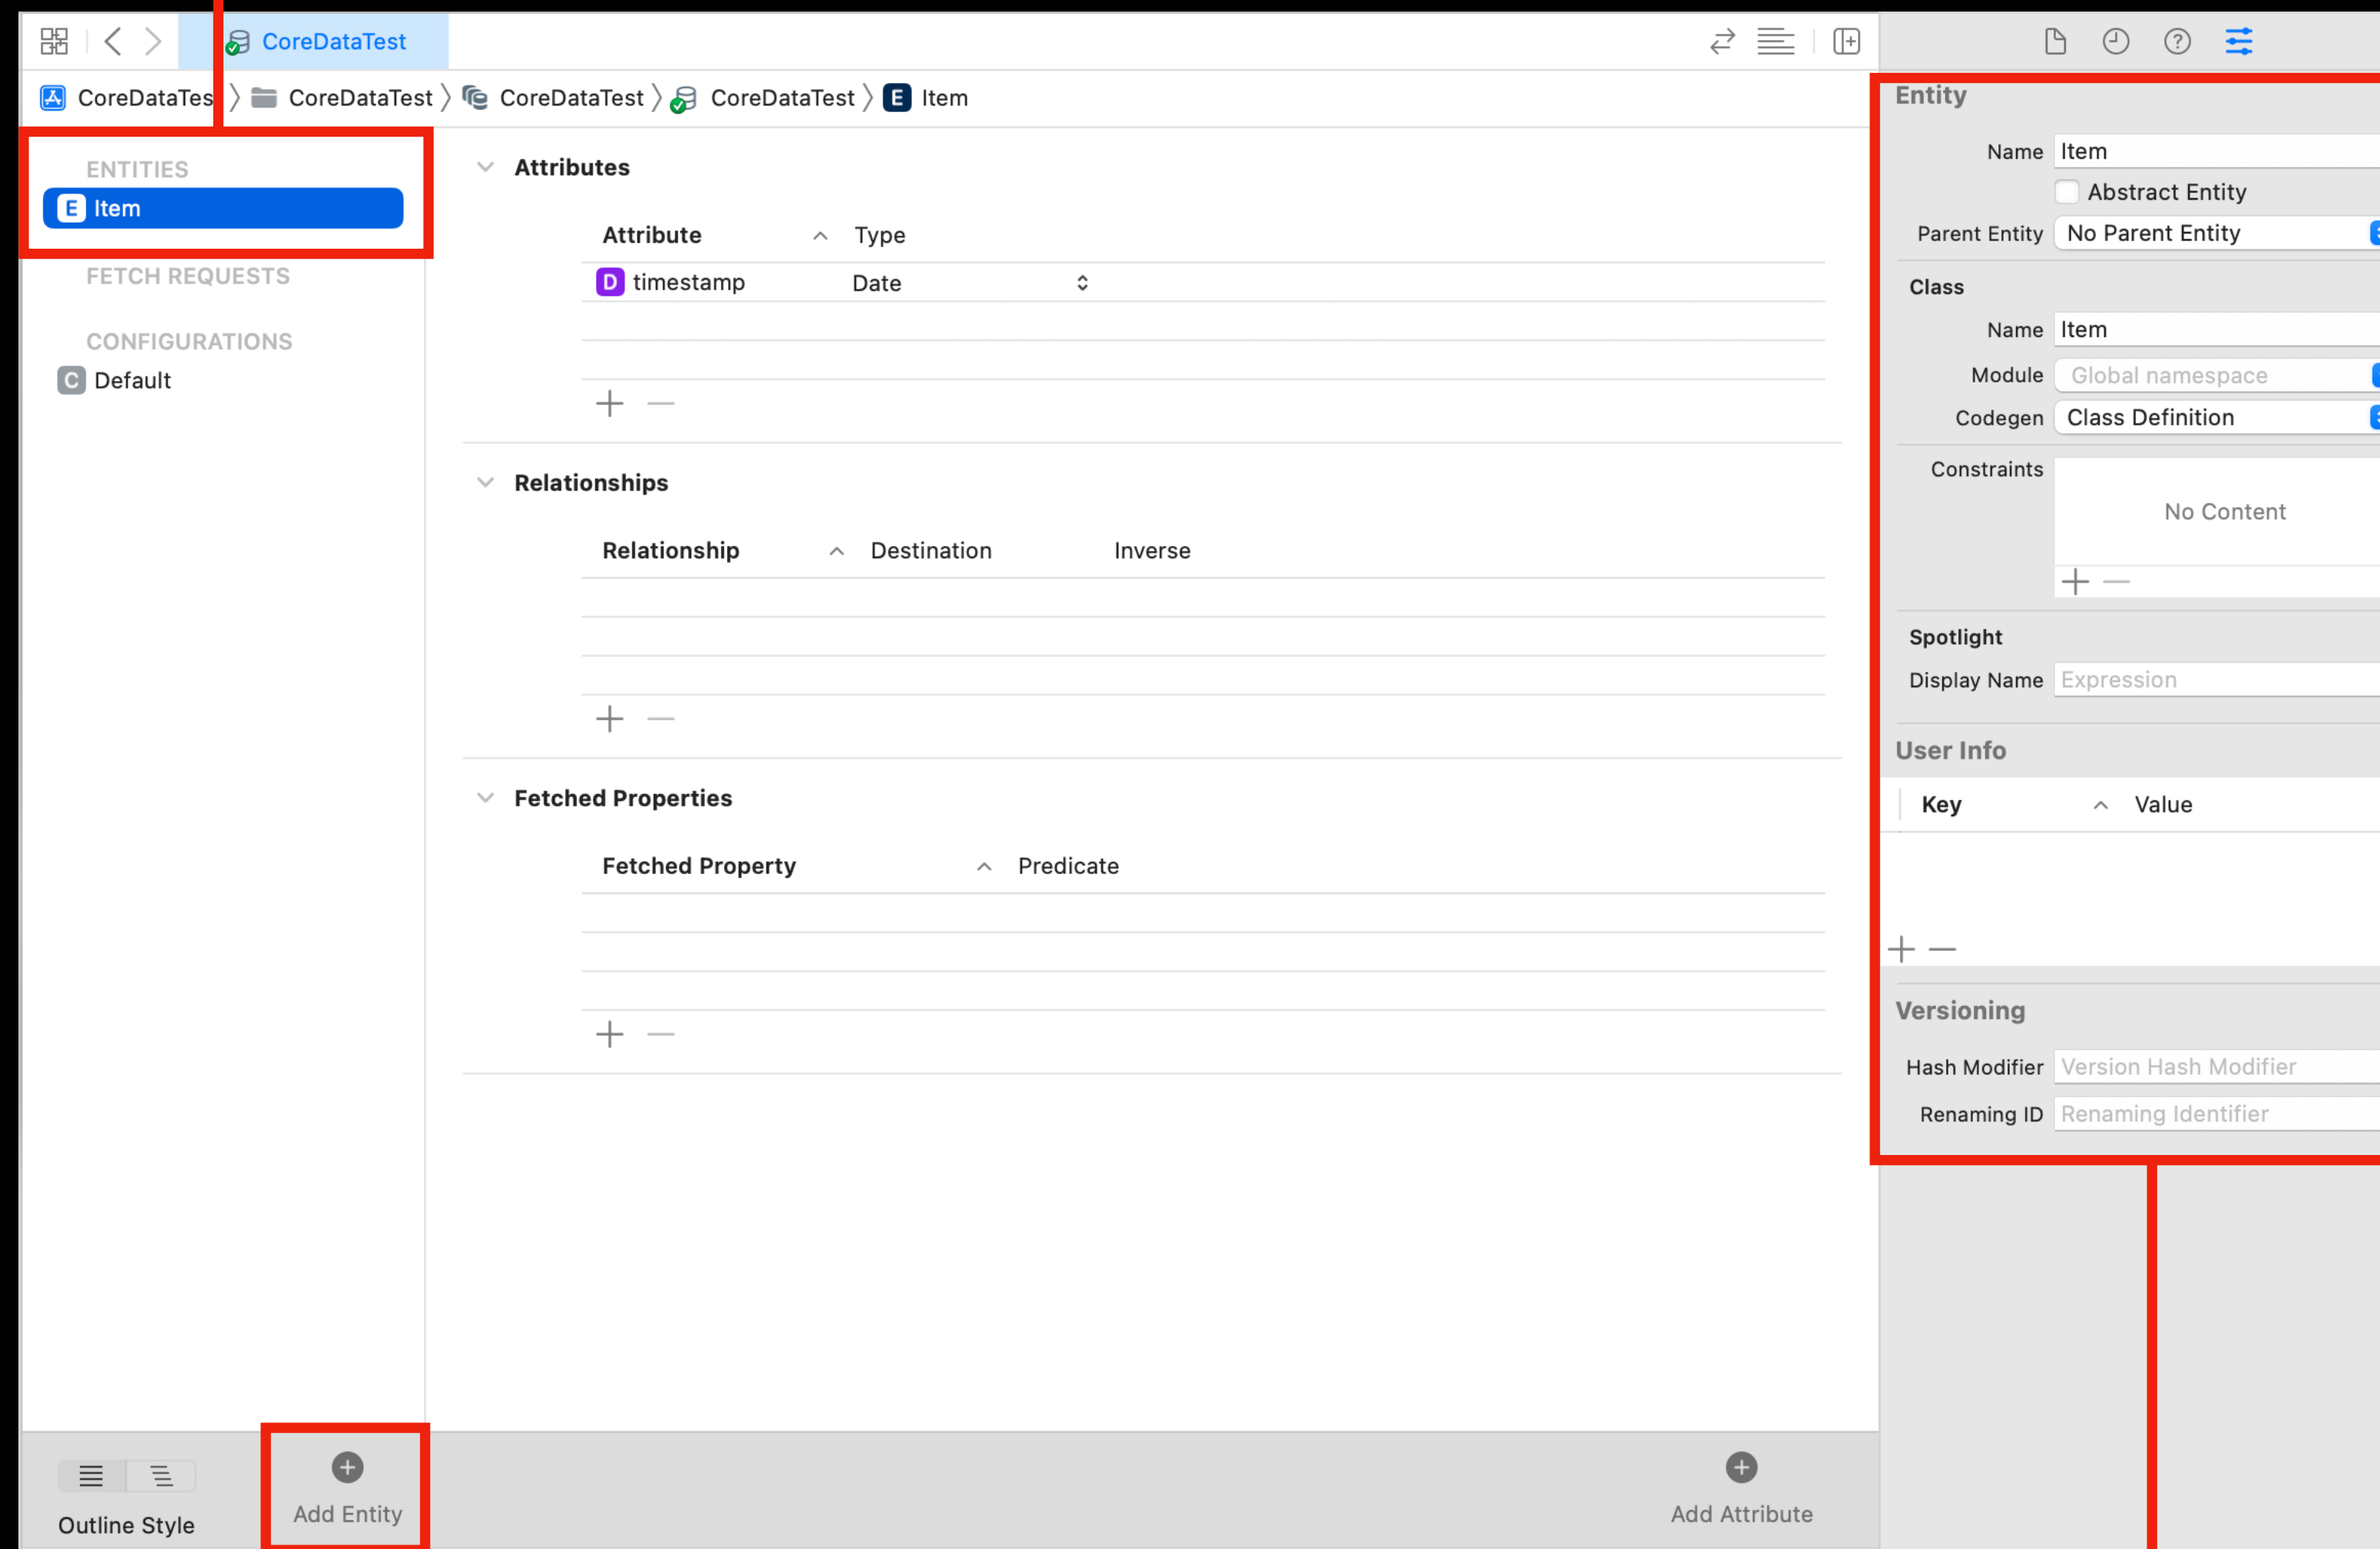 CoreDataTest
CoreDataTes CoreDataTest CoreDataTest CoreDataTest E Item
ENTITIES
E Item
FETCH REQUESTS
CONFIGURATIONS
C Default
Attributes
Attribute Type
D timestamp Date
Relationships
Relationship Destination Inverse
Fetched Properties
Fetched Property Predicate
Outline Style
Add Entity
Add Attribute
Entity
Name Item
Abstract Entity
Parent Entity No Parent Entity
Class
Name Item
Module Global namespace
Codegen Class Definition
Constraints
No Content
Spotlight
Display Name Expression
User Info
Key Value
Versioning
Hash Modifier Version Hash Modifier
Renaming ID Renaming Identifier